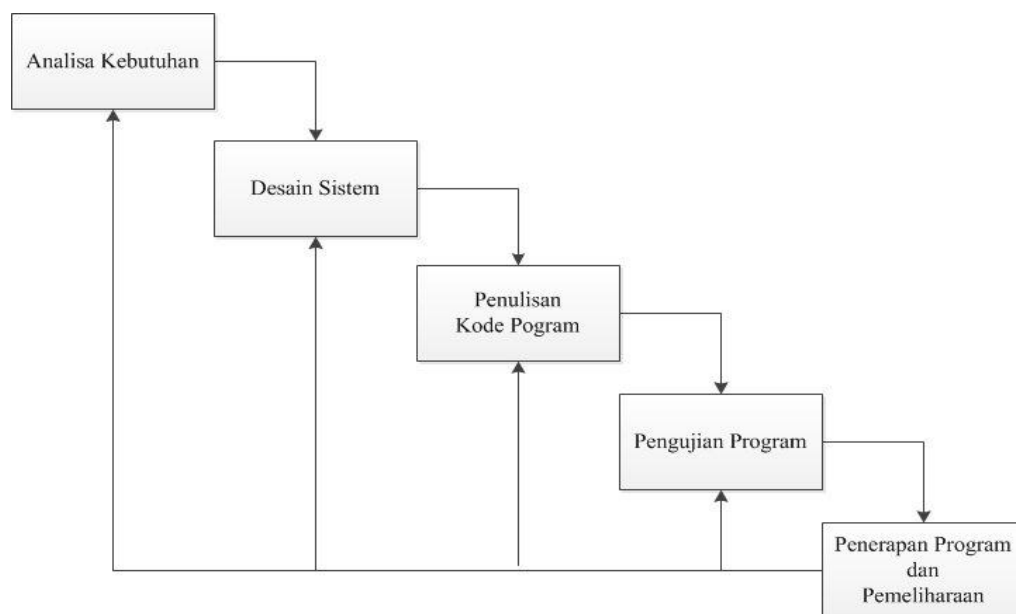 Analisa Kebutuhan
Desain Sistem
Penulisan
Kode Pogram
Pengujian Program
Penerapan Program
dan
Pemeliharaan